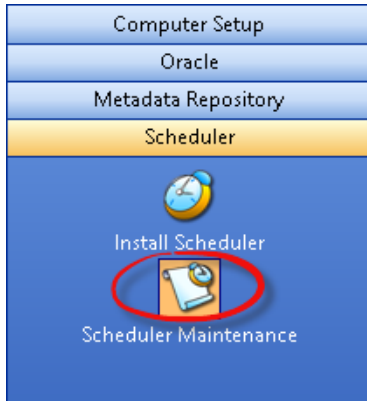 Computer Setup
Oracle
Metadata Repository
Scheduler
Install Scheduler
Scheduler Maintenance